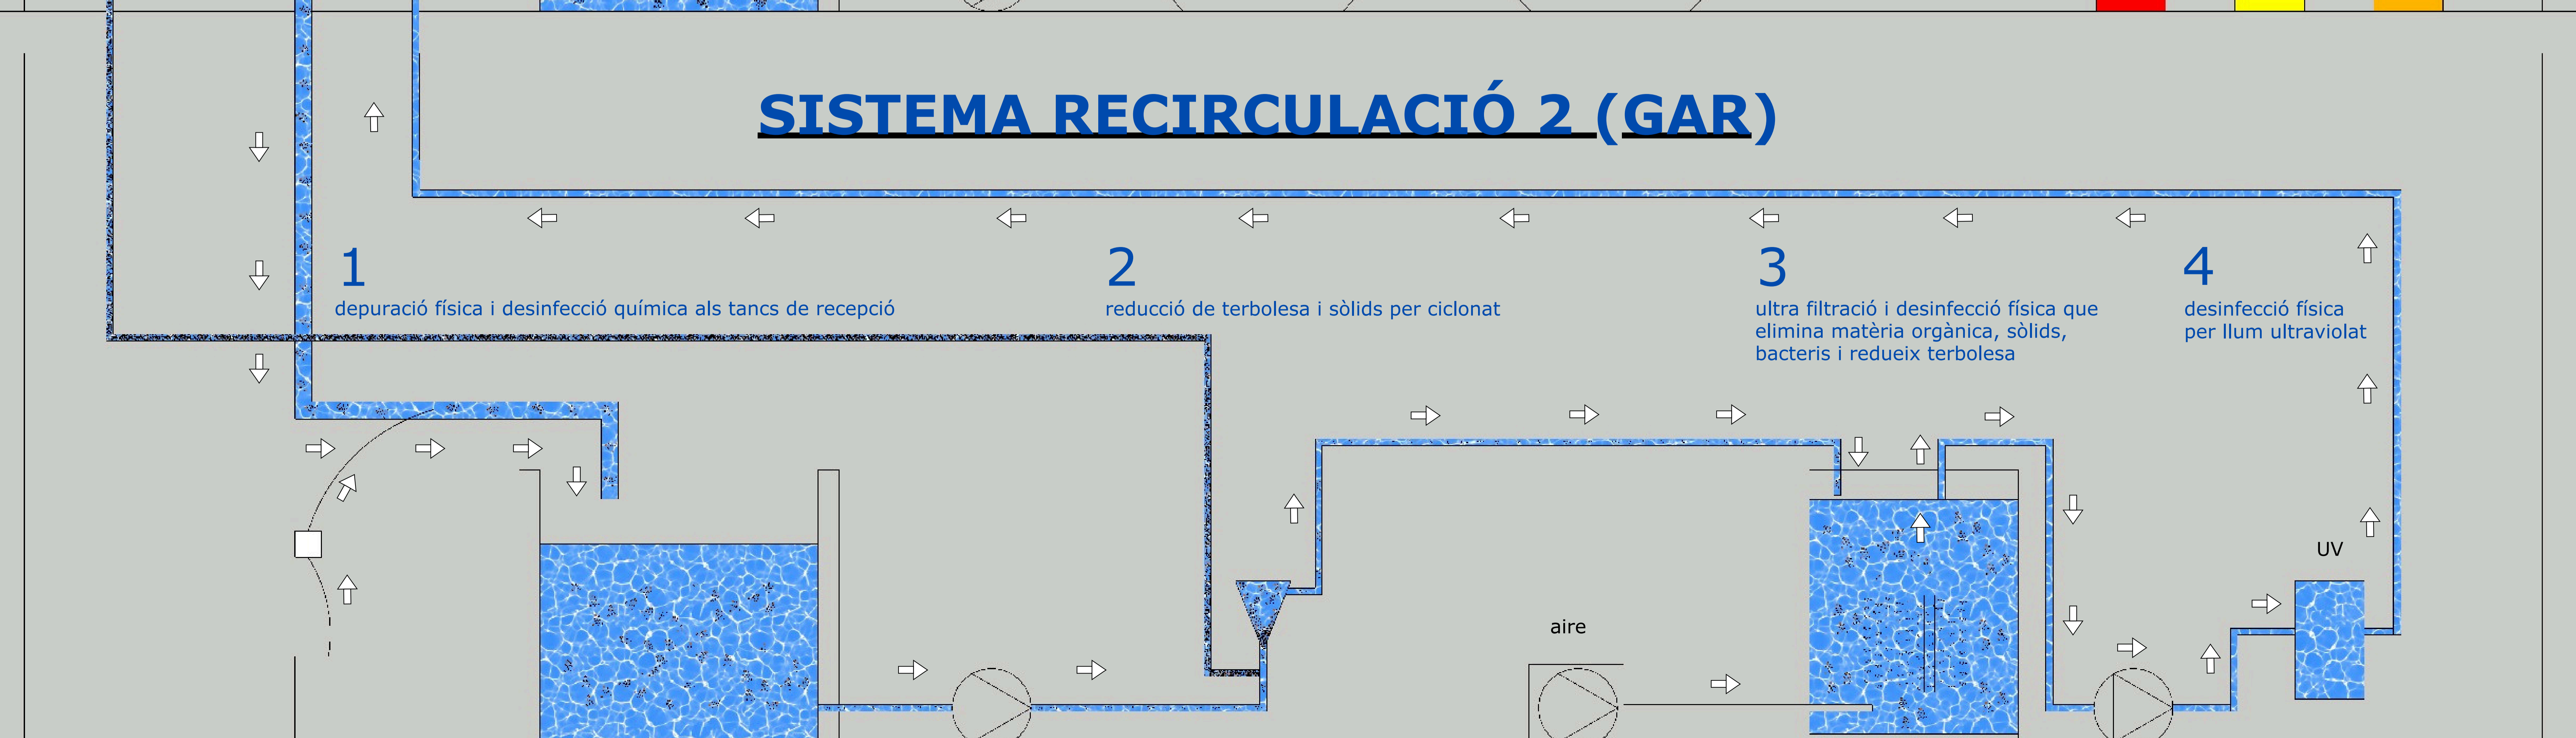 SISTEMA RECIRCULACIÓ 2 (GAR)
1
depuració física i desinfecció química als tancs de recepció
2
reducció de terbolesa i sòlids per ciclonat
3
ultra filtració i desinfecció física que
elimina matèria orgànica, sòlids,
bacteris i redueix terbolesa
4
desinfecció física
per llum ultraviolat
UV
aire